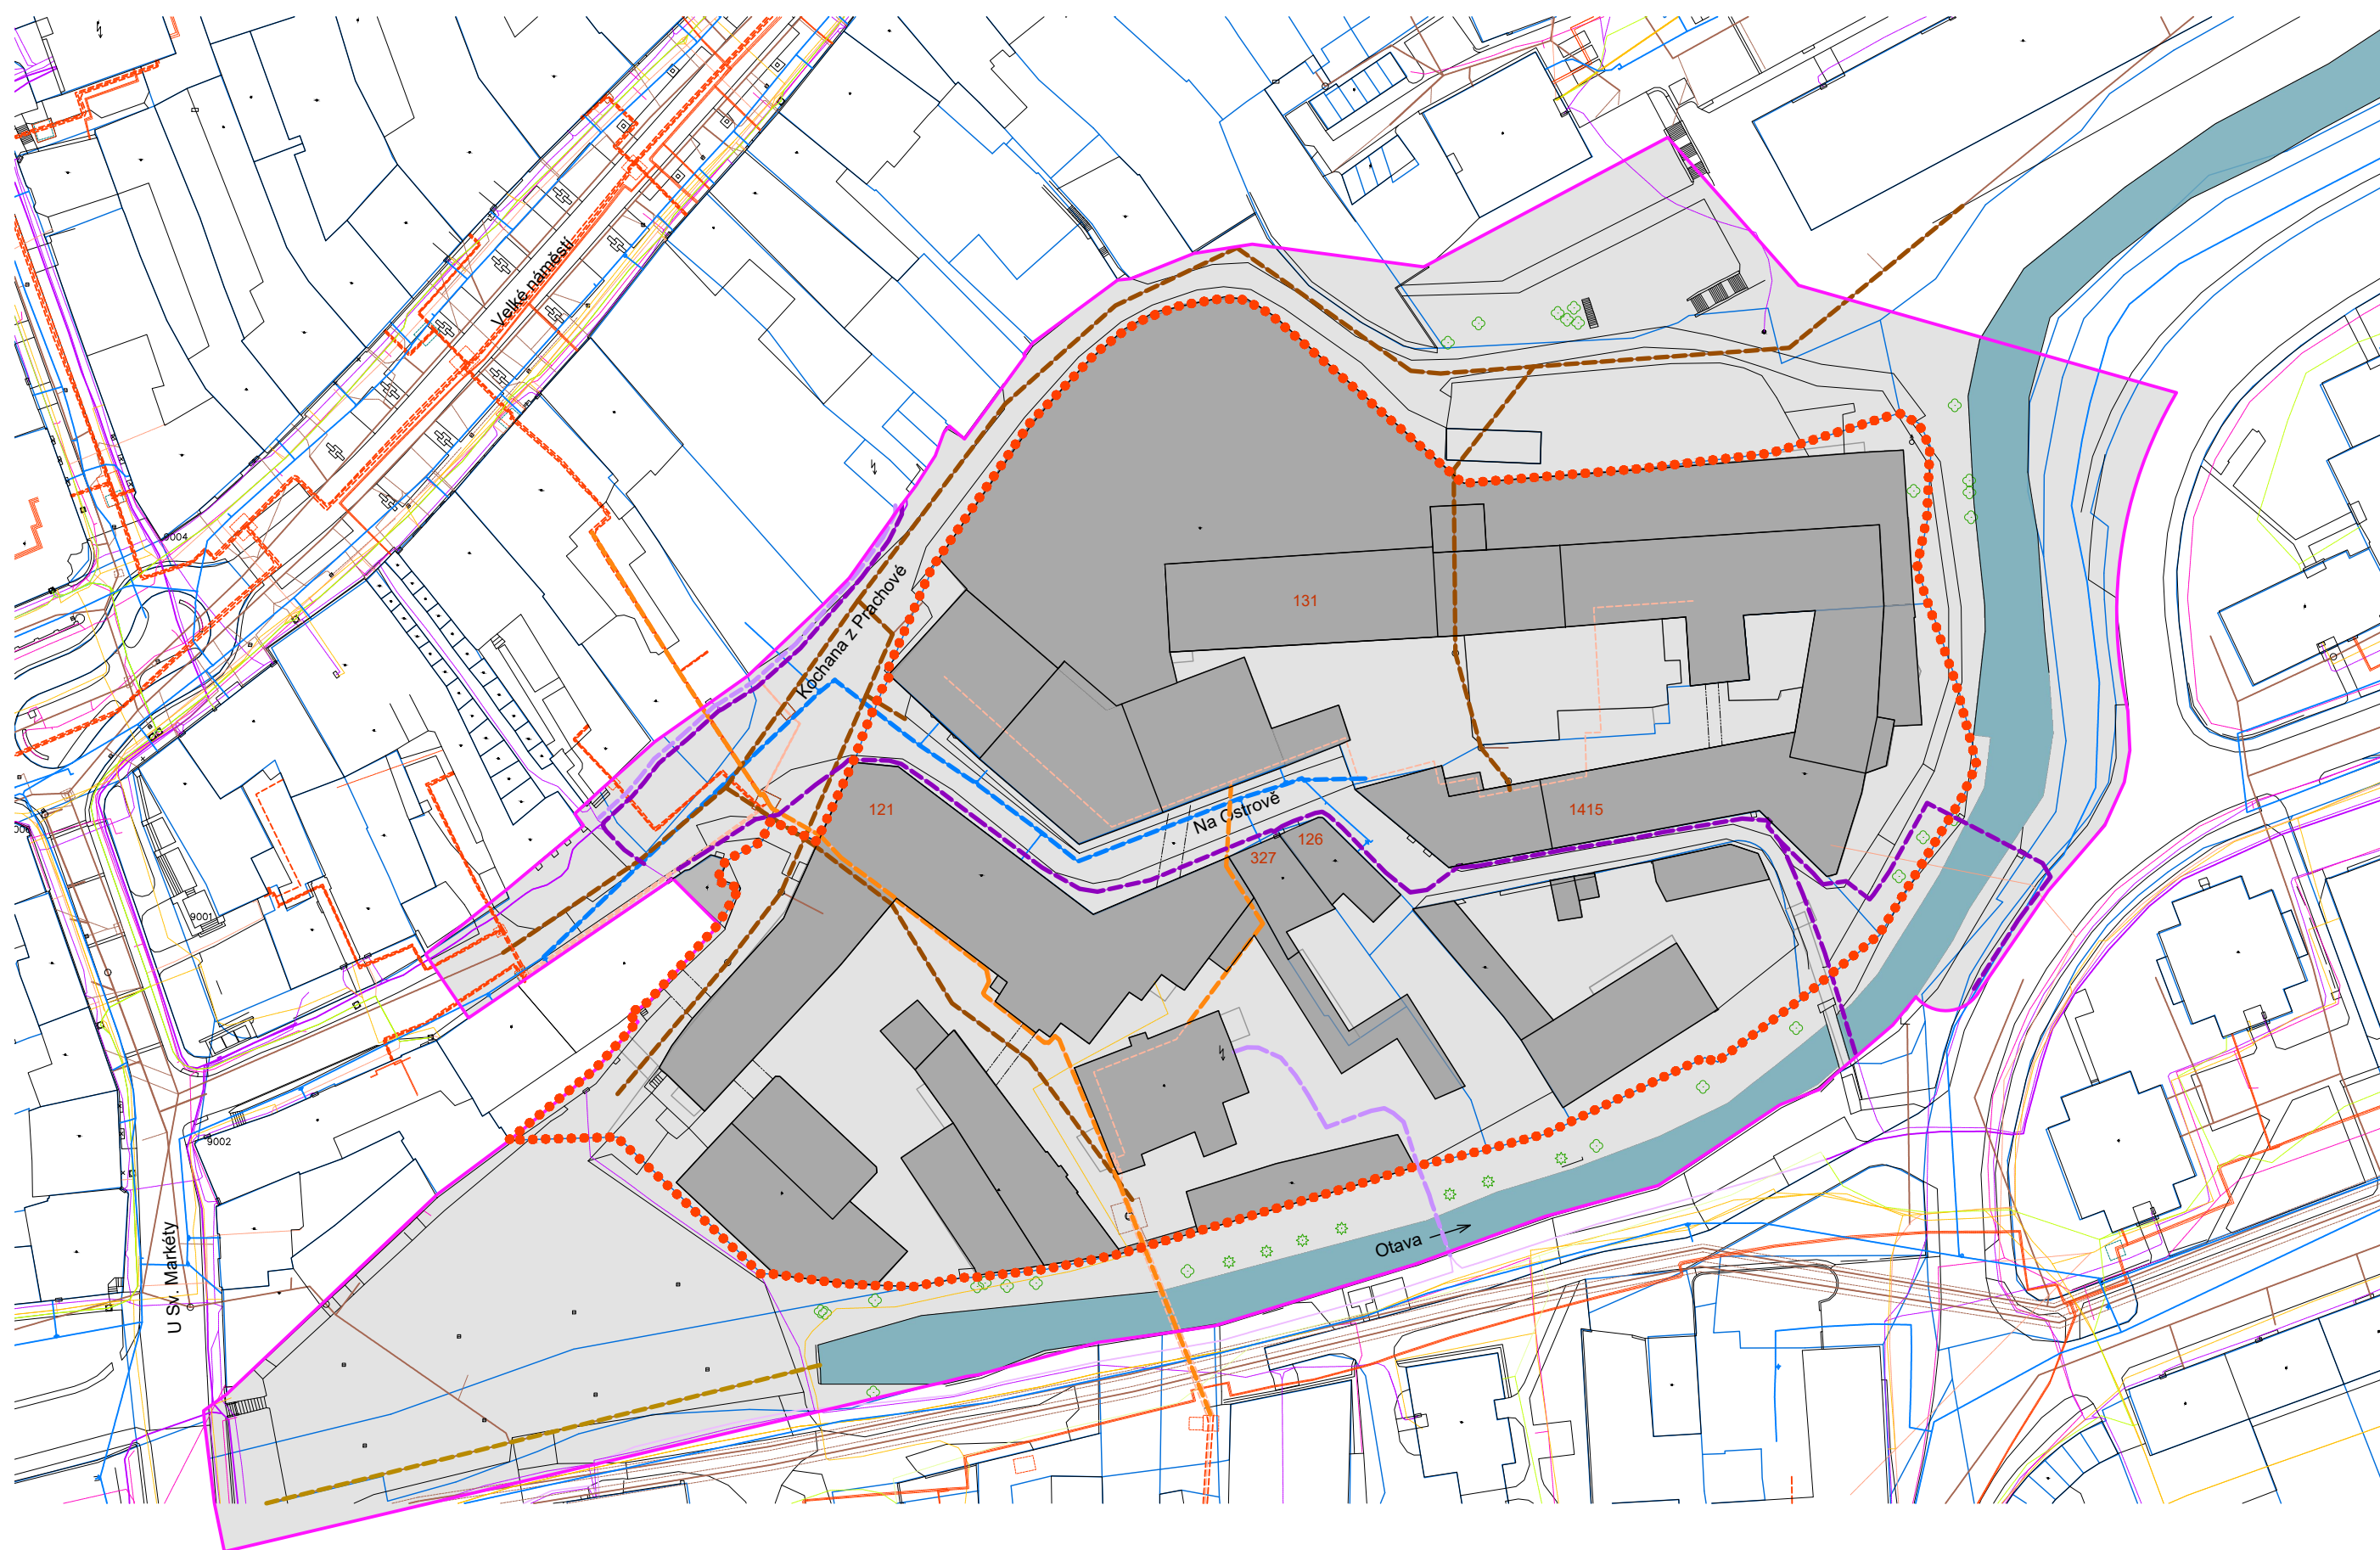 Velké náměstí
9004
131
Kochana z Prachové
121
Na Ostrově
126
1415
327
9001
9002
U Sv. Markéty
G
Otava